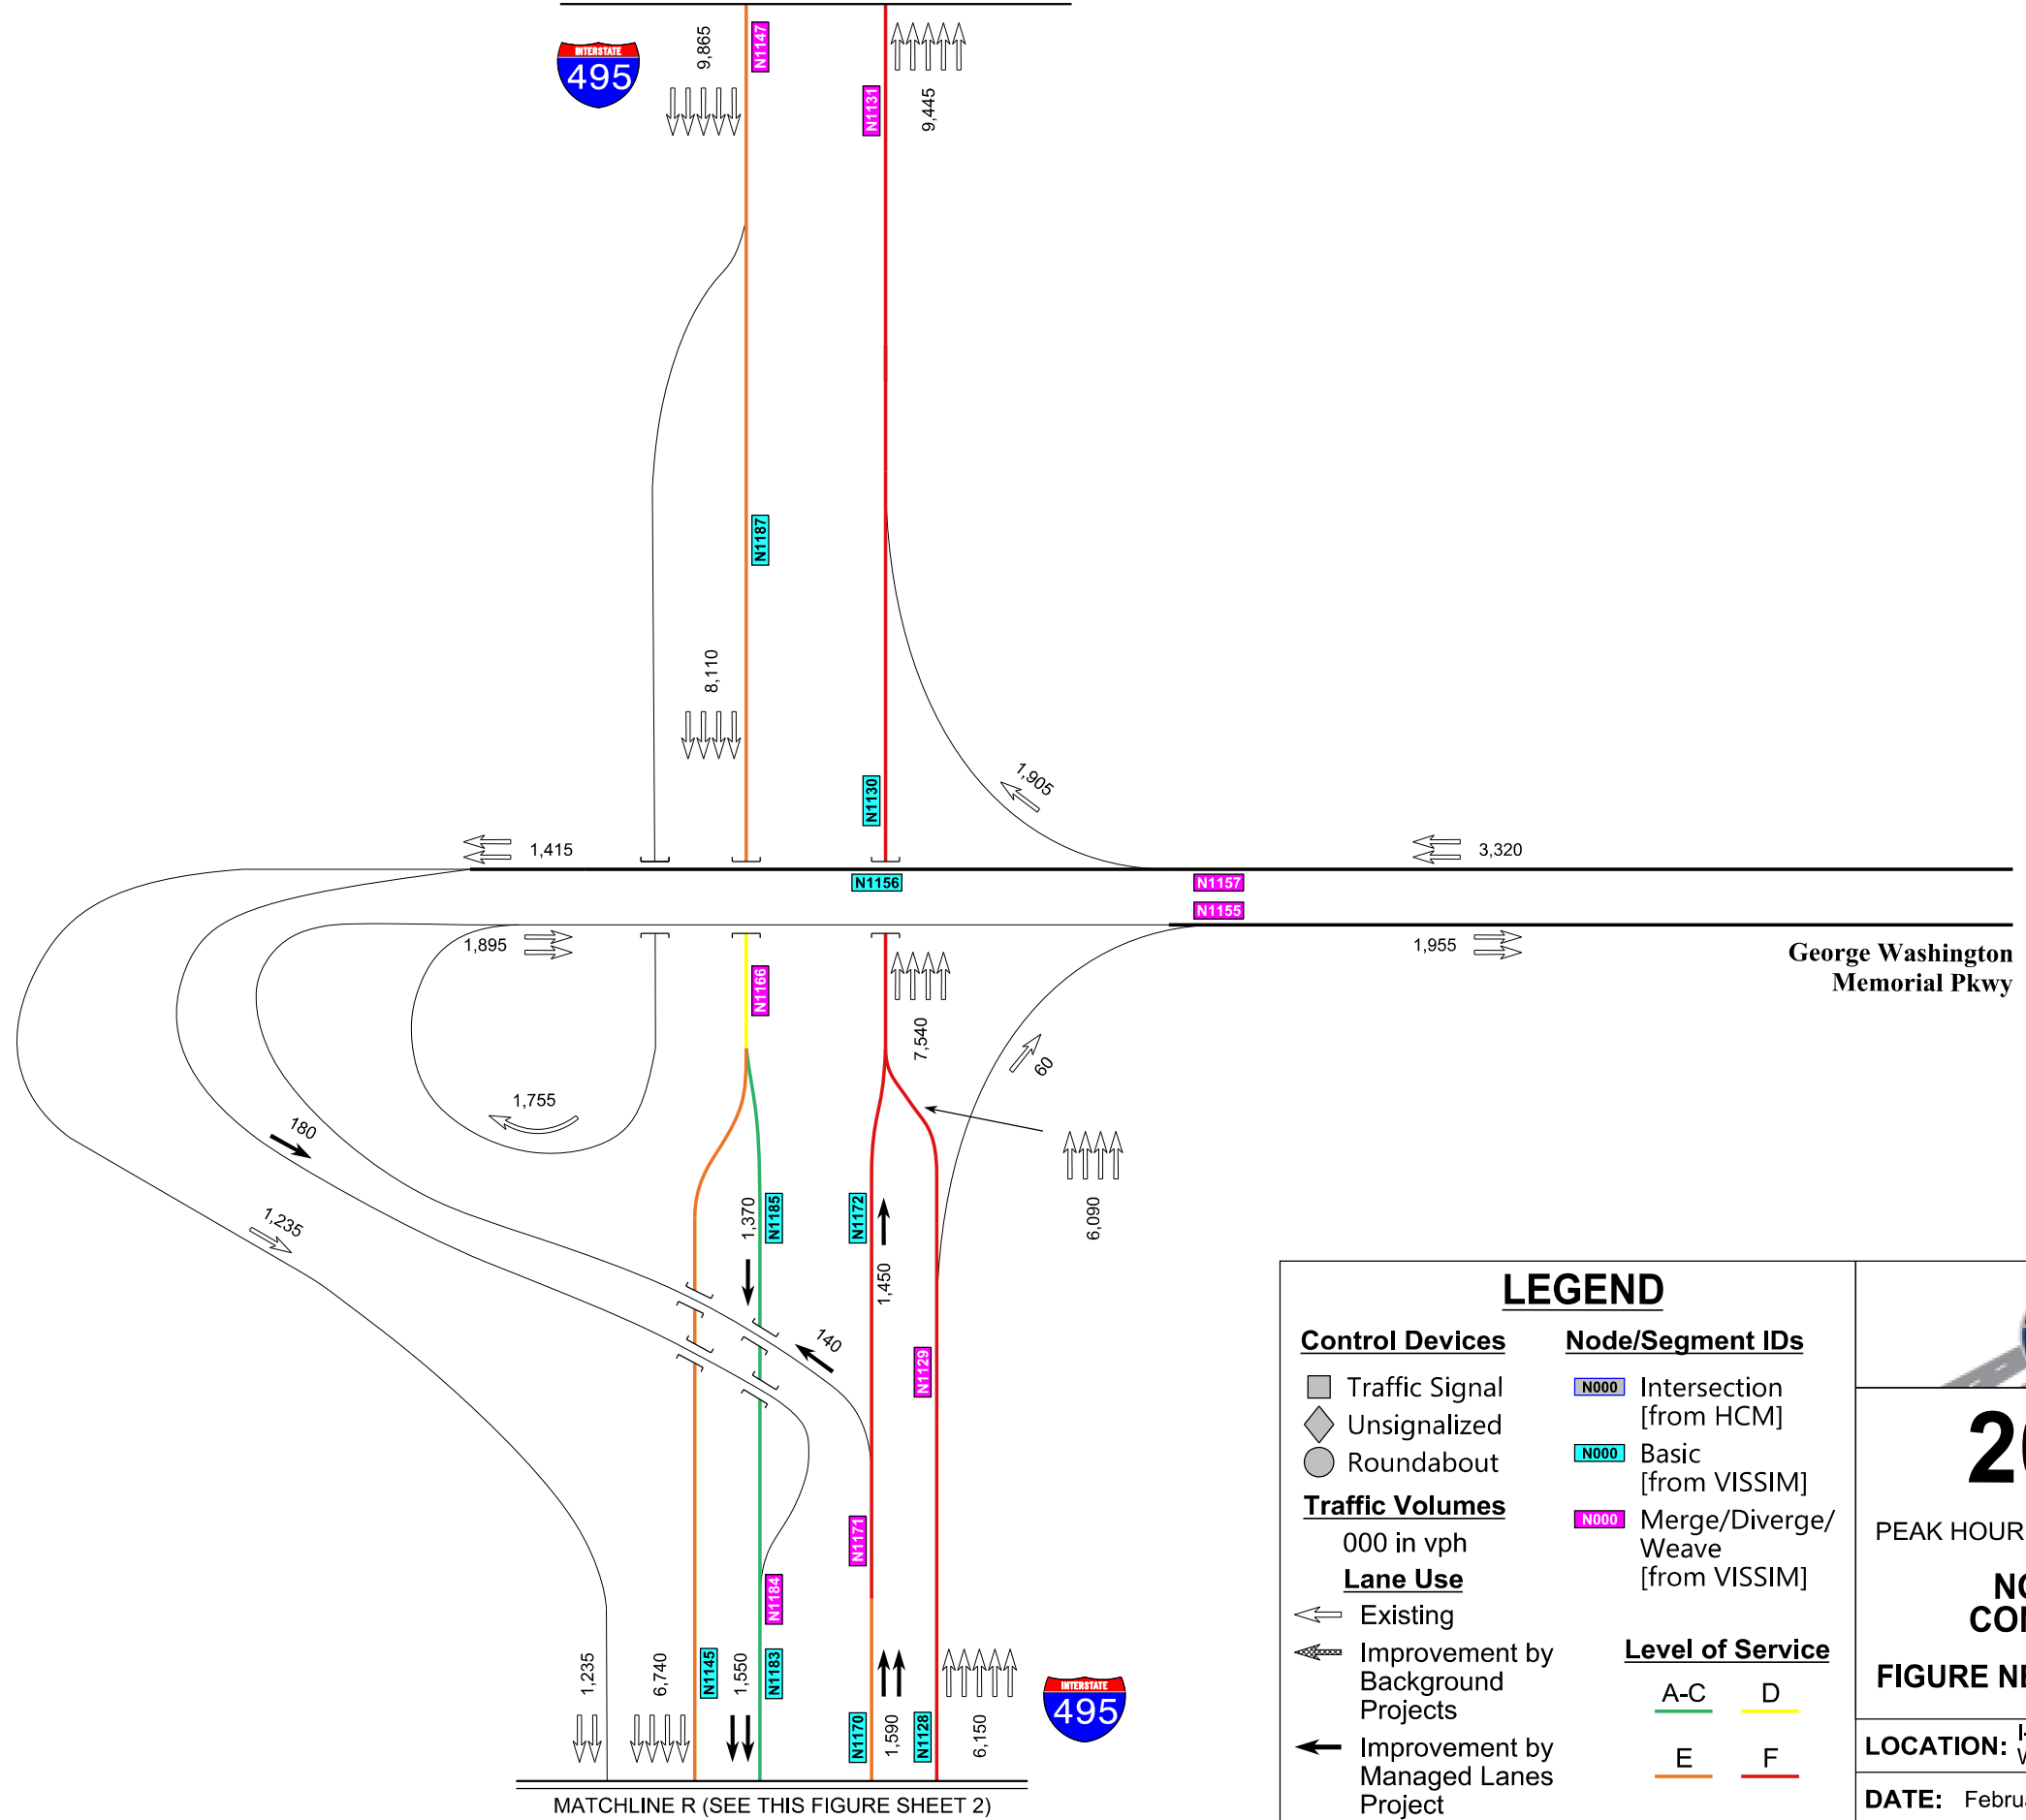 9,865
N1147
INTERSTATE
495
N1131
9,445
N1187
8,110
N1130
1,905
1,415
3,320
N1156
N1157
N1155
1,895
1,955
George Washington
Memorial Pkwy
N1166
7,540
60
1,755
180
1,235
1,370
N1185
N1172
1,450
6,090
140
N1129
N1171
N1184
1,235
6,740
N1145
1,550
N1183
N1170
1,590
N1128
6,150
INTERSTATE
495
MATCHLINE R (SEE THIS FIGURE SHEET 2)
LEGEND
Control Devices
Traffic Signal
Unsignalized
Roundabout
Traffic Volumes
000 in vph
Lane Use
Existing
Improvement by
Background
Projects
Improvement by
Managed Lanes
Project
Node/Segment IDs
N000 Intersection
[from HCM]
N000 Basic
[from VISSIM]
N000 Merge/Diverge/
Weave
[from VISSIM]
Level of Service
A-C D
E F
PEAK HOUR
FIGURE
LOCATION:
DATE: